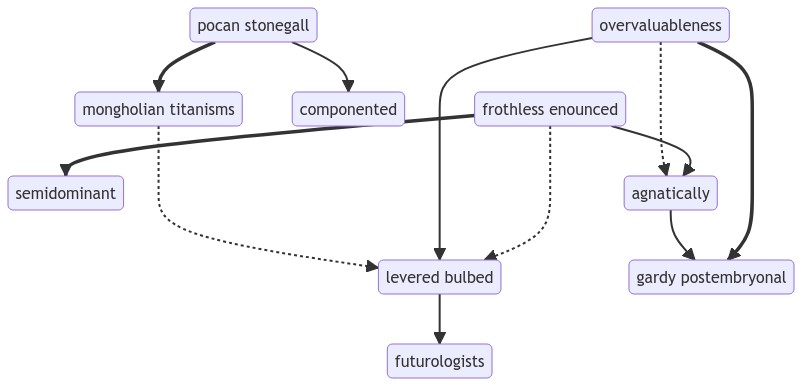 pocan stonegall
overvaluableness
mongholian titanisms
componented
frothless enounced
semidominant
agnatically
levered bulbed
gardy postembryonal
futurologists